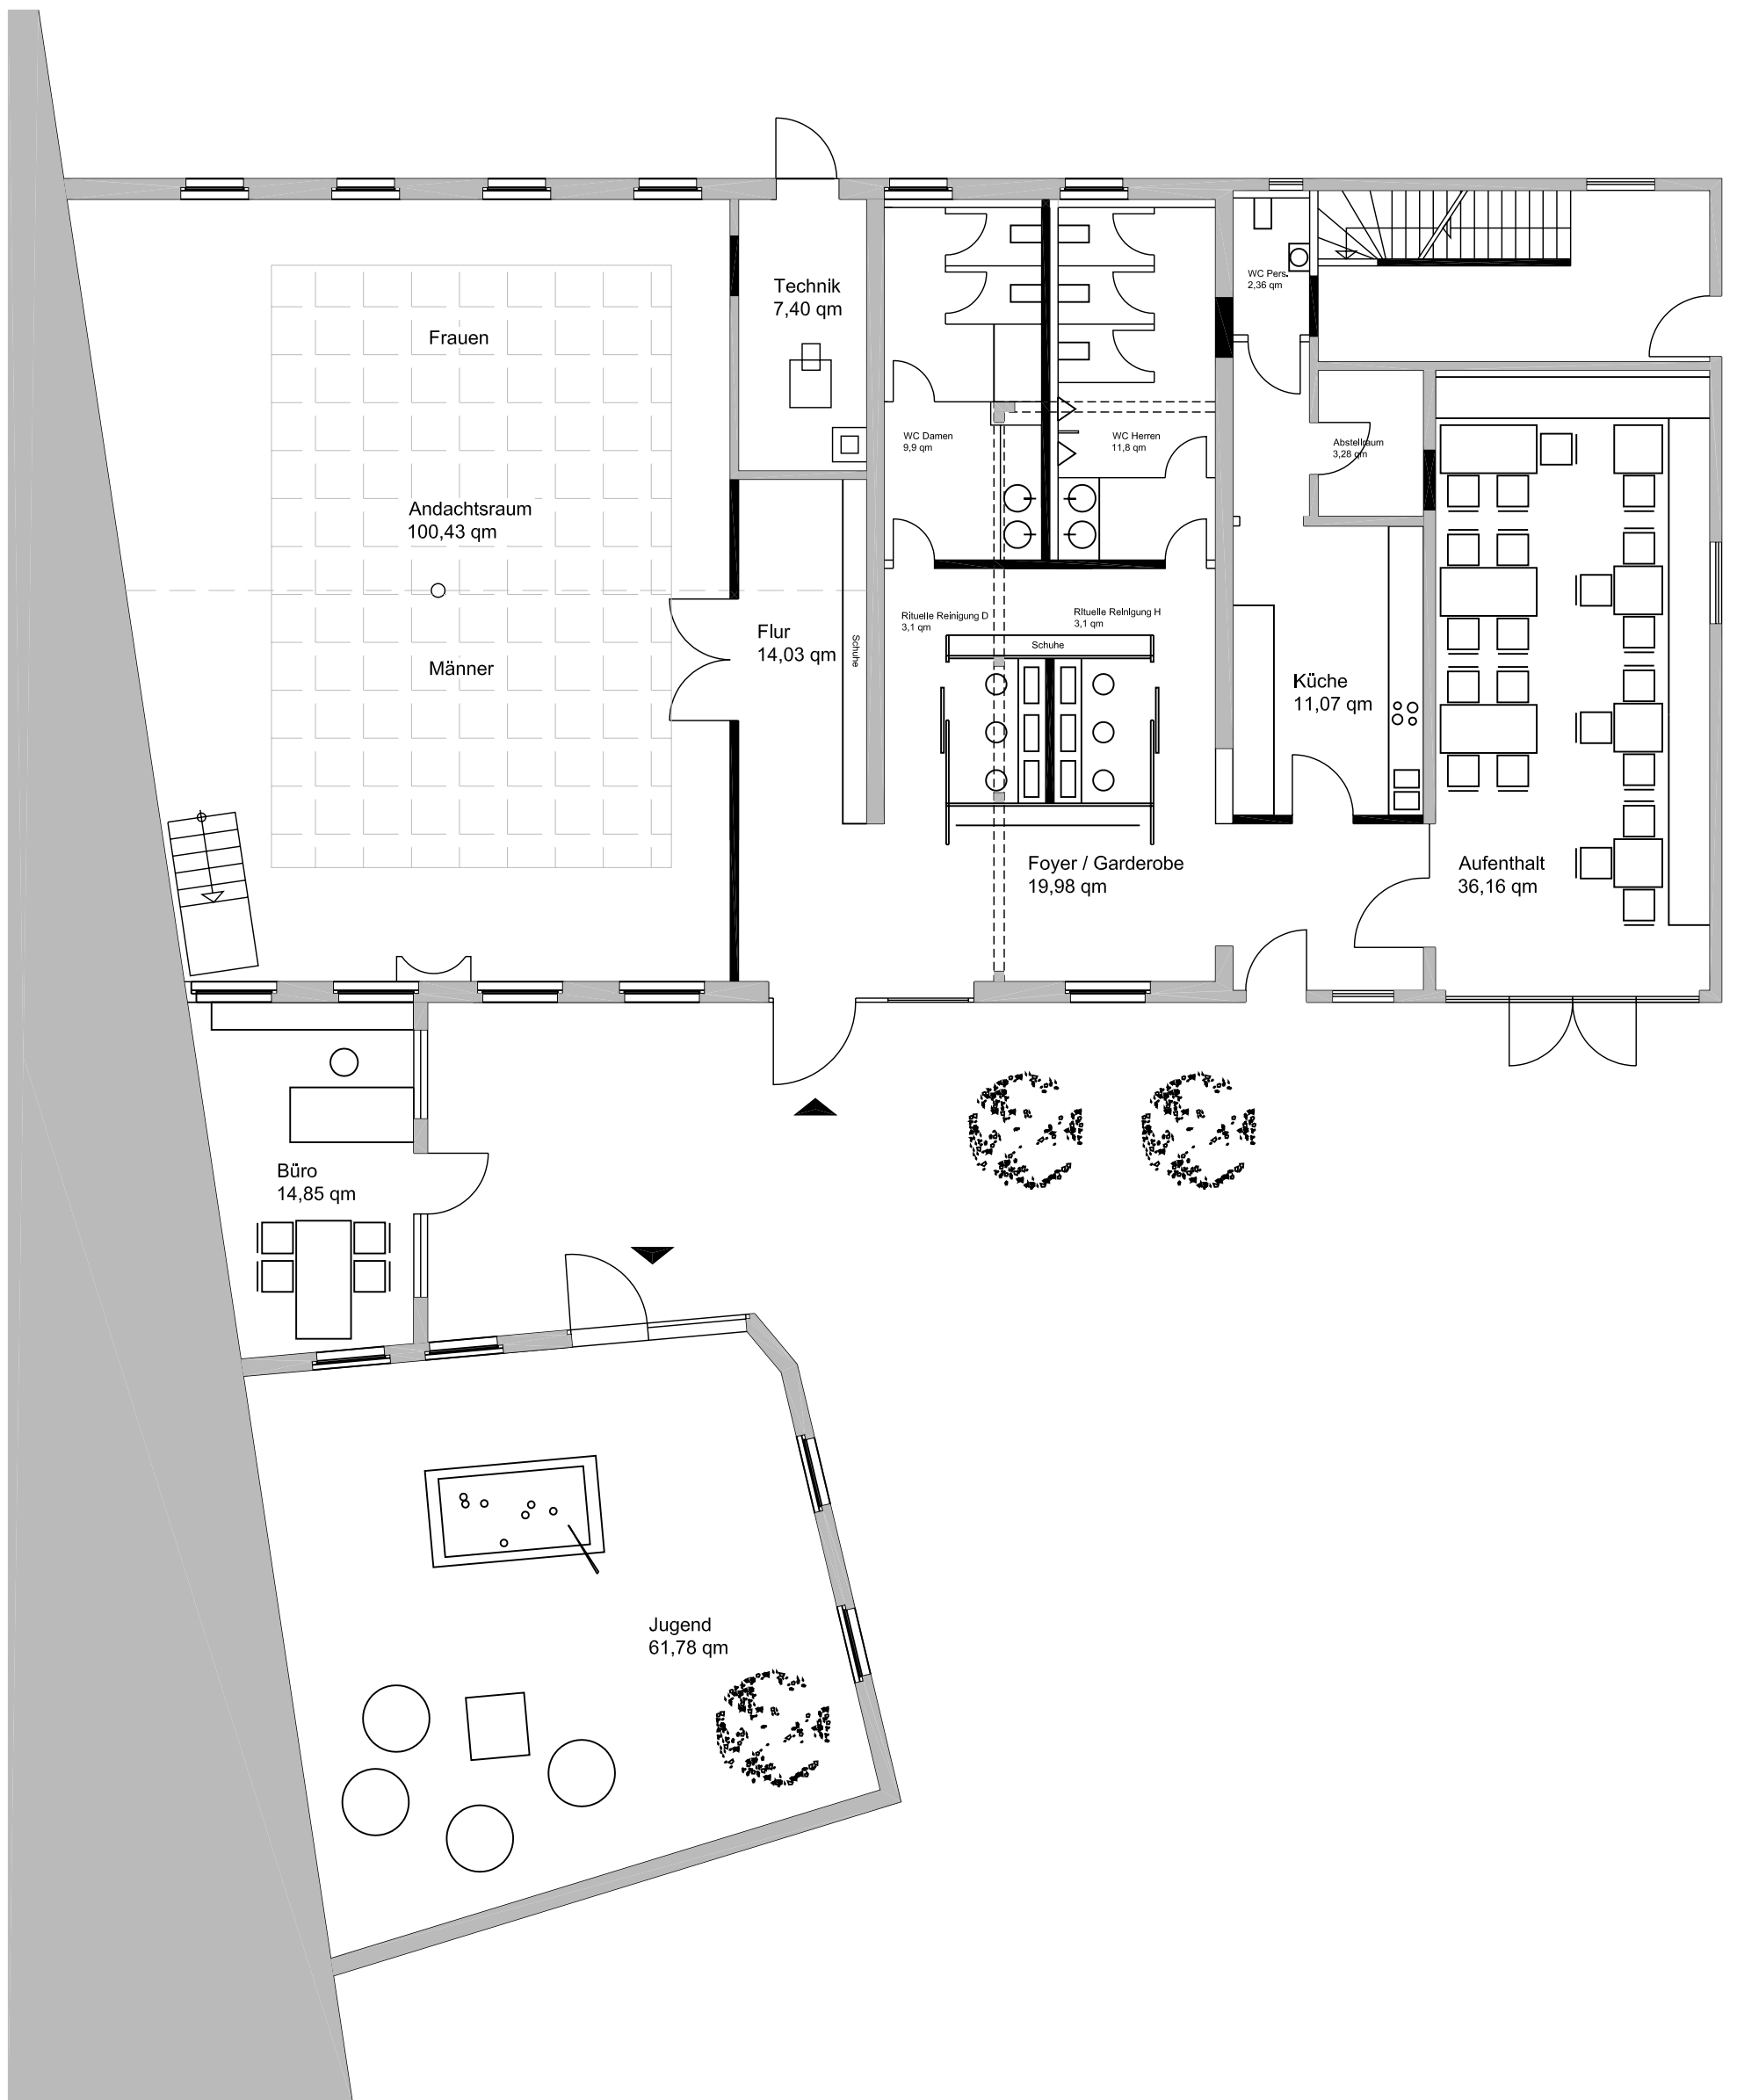 Technik
7,40 qm
WC Pers.
2,36 qm
Frauen
WC Damen
9,9 qm
WC Herren
11,8 qm
Abstellraum
3,28 qm
Andachtsraum
100,43 qm
Rituelle Reinigung D
3,1 qm
Rituelle Reinigung H
3,1 qm
Flur
14,03 qm
Schuhe
Schuhe
Männer
Küche
11,07 qm
Foyer / Garderobe
19,98 qm
Aufenthalt
36,16 qm
Büro
14,85 qm
Jugend
61,78 qm